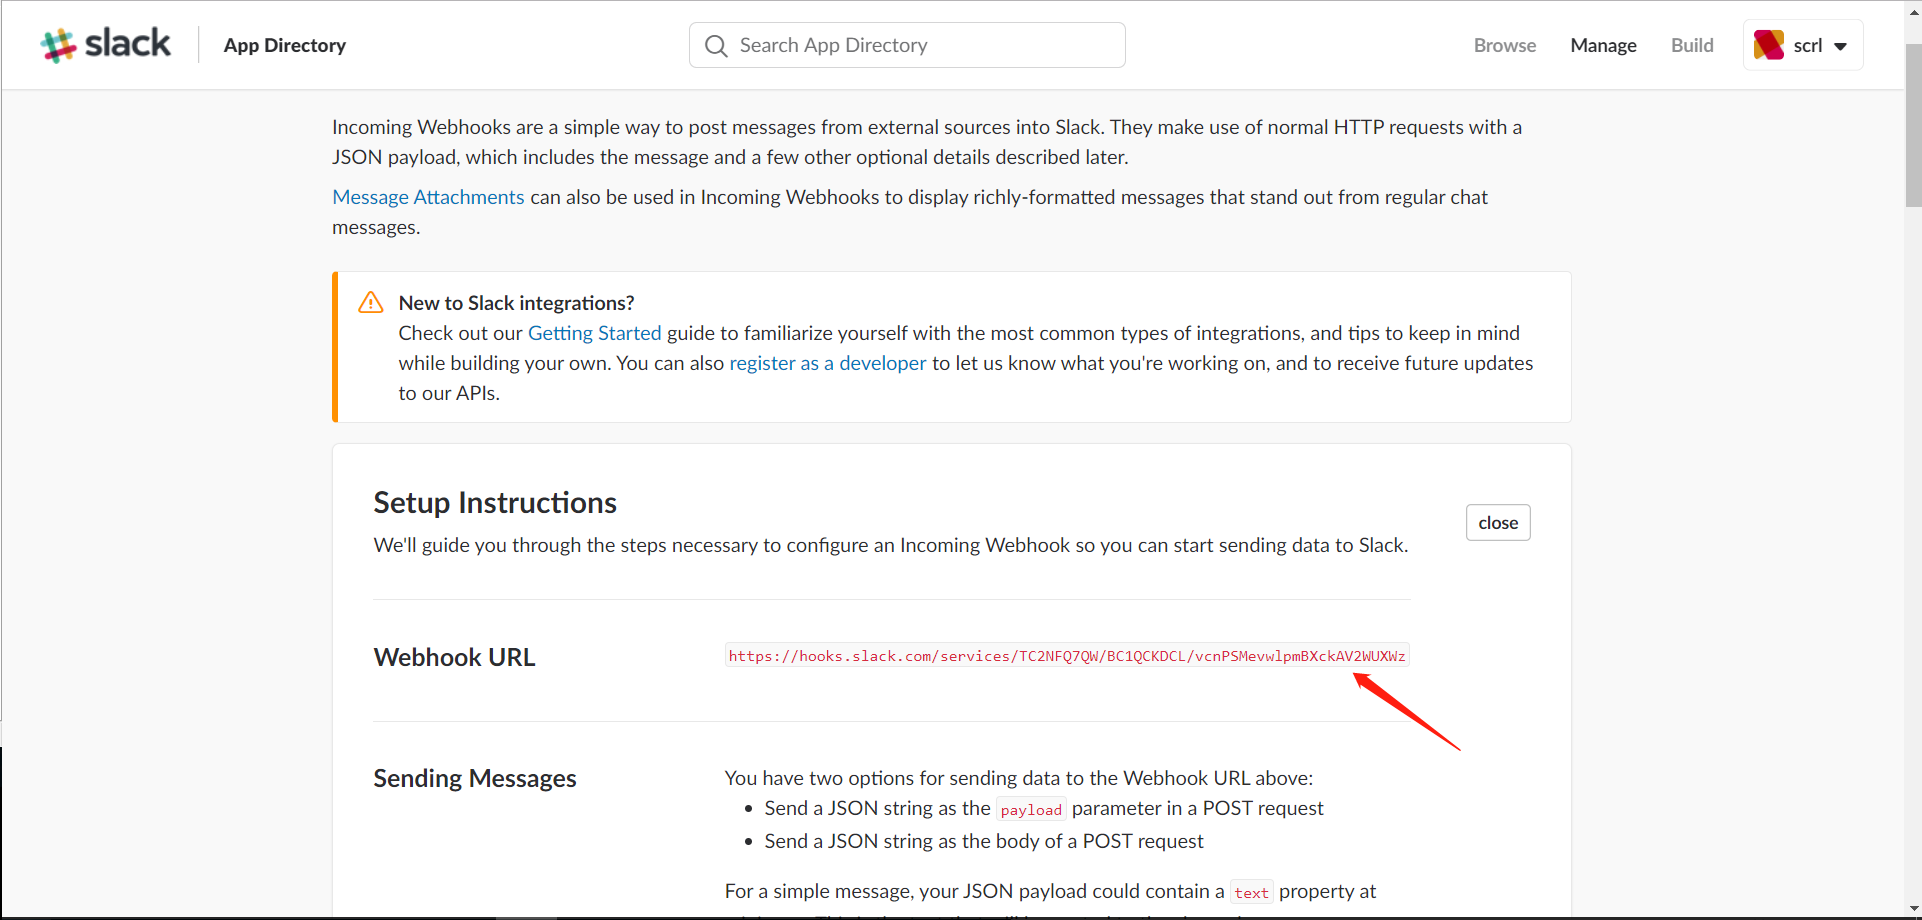 slack
App Directory
Search App Directory
Browse
Manage
Build
scrl
Incoming Webhooks are a simple way to post messages from external sources into Slack. They make use of normal HTTP requests with a
JSON payload, which includes the message and a few other optional details described later.
Message Attachments can also be used in Incoming Webhooks to display richly-formatted messages that stand out from regular chat
messages.
New to Slack integrations?
Check out our Getting Started guide to familiarize yourself with the most common types of integrations, and tips to keep in mind
while building your own. You can also register as a developer to let us know what you're working on, and to receive future updates
to our APIs.
Setup Instructions
close
We'll guide you through the steps necessary to configure an Incoming Webhook so you can start sending data to Slack.
Webhook URL
https://hooks.slack.com/services/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
Sending Messages
You have two options for sending data to the Webhook URL above:
• Send a JSON string as the payload parameter in a POST request
• Send a JSON string as the body of a POST request
For a simple message, your JSON payload could contain a text property at